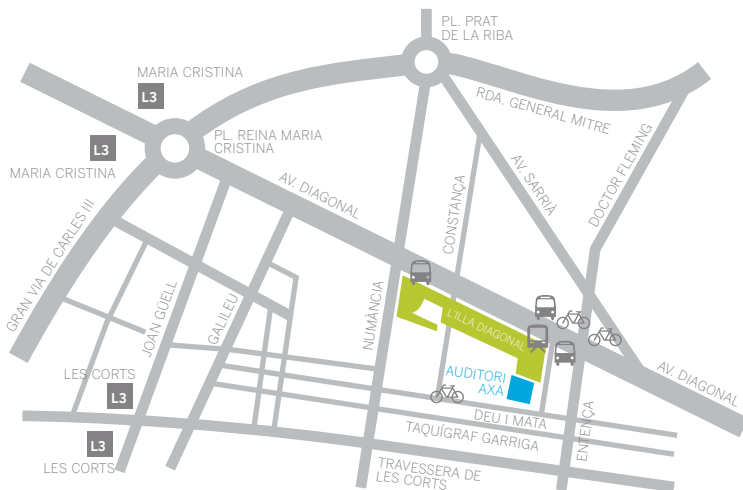 PL. PRAT
DE LA RIBA
MARIA CRISTINA
L3
RDA. GENERAL MITRE
L3
PL. REINA MARIA
CRISTINA
MARIA CRISTINA
AV. DIAGONAL
AV. SARRIÀ
DOCTOR FLEMING
CONSTANÇA
GRAN VIA DE CARLES III
JOAN GÜELL
GALILEU
NUMÀNCIA
L'ILLA DIAGONAL
AV. DIAGONAL
LES CORTS
L3
AUDITORI
AXA
DEU I MATA
ENTENÇA
TAQUÍGRAF GARRIGA
L3
LES CORTS
TRAVESSERA DE
LES CORTS